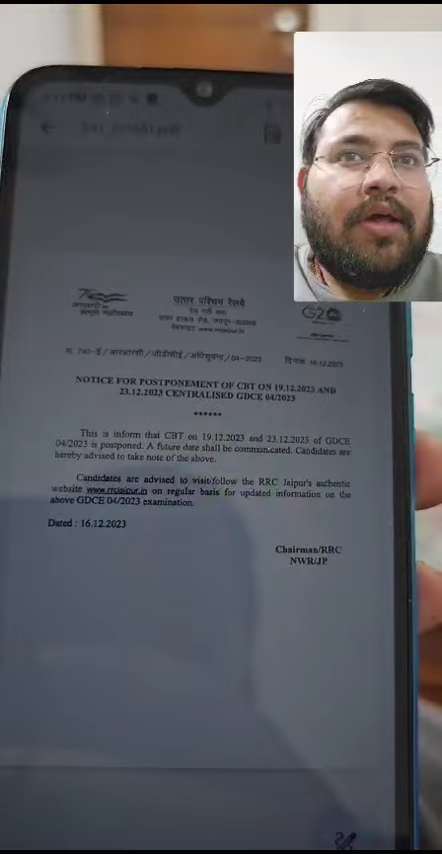 उत्तर पश्चिम रेलवे
G20
NOTICE FOR POSTPONEMENT OF CBT ON 19.12.2023 AND
23.12.2023 CENTRALISED GDCE 04/2023
******
This is inform that CBT on 19.12.2023 and 23.12.2023 of GDCE
04/2023 is postponed. A future date shall be communicated. Candidates are
hereby advised to take note of the above.
Candidates are advised to visit/follow the RRC Jaipur's authentic
website www.rrcjaipur.in on regular basis for updated information on the
above GDCE 04/2023 examination.
Dated : 16.12.2023
Chairman/RRC
NWR/JP